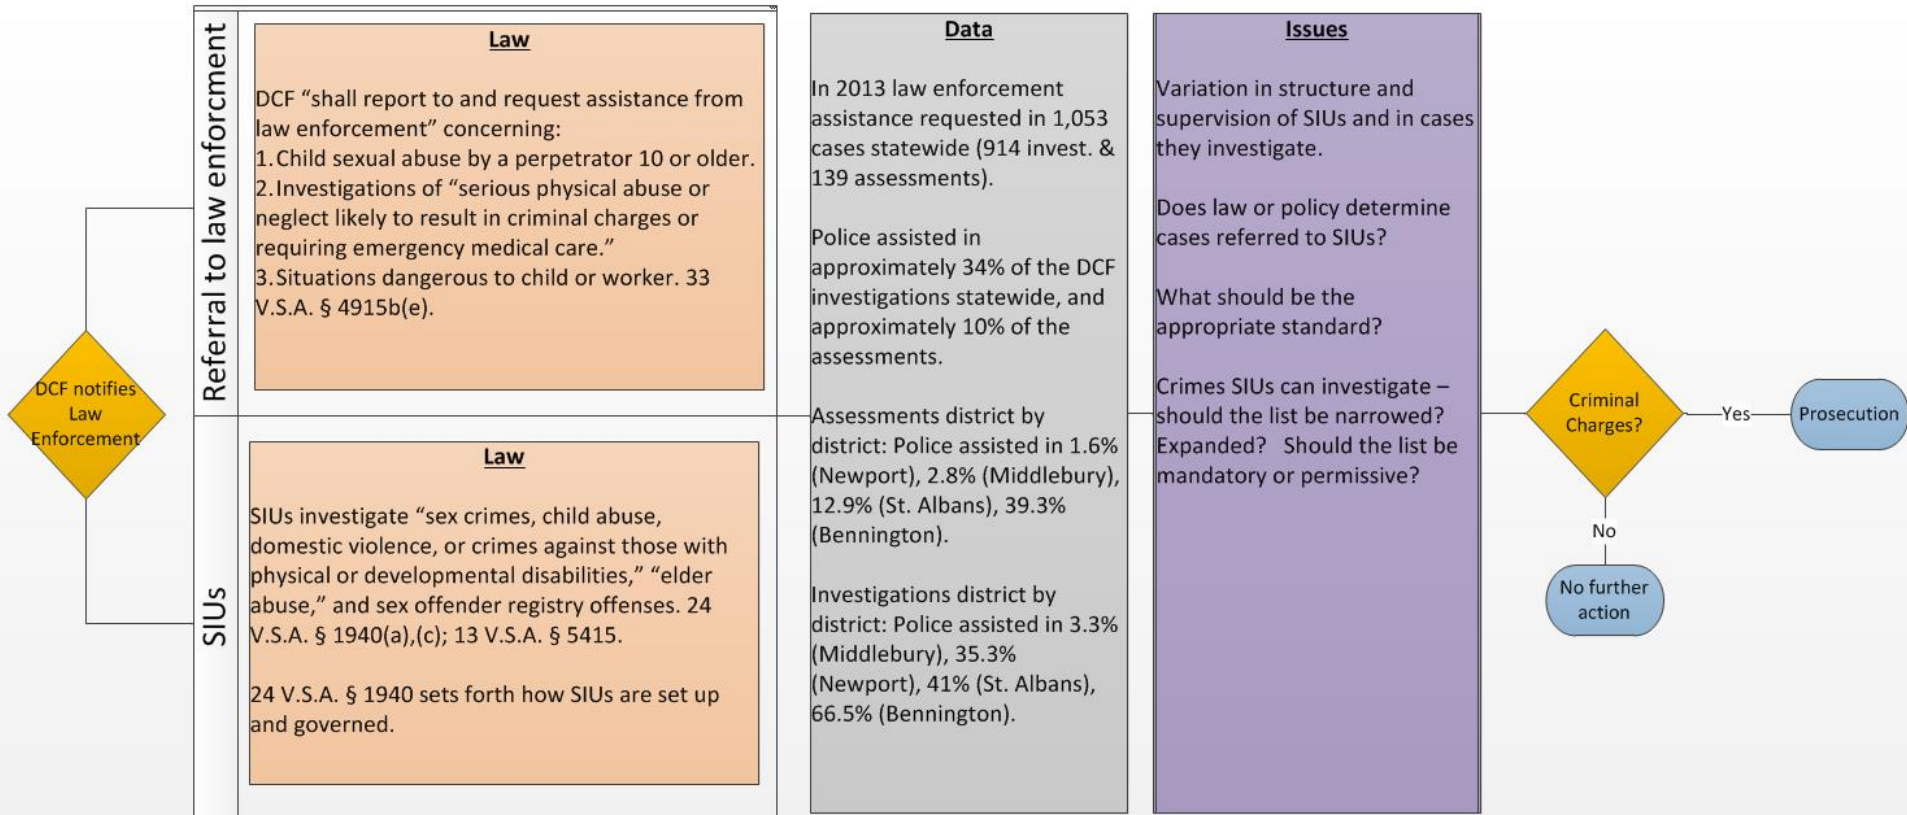 DCF notifies
Law
Enforcement
Referral to law enforcment
Law
DCF “shall report to and request assistance from
law enforcement” concerning:
1.Child sexual abuse by a perpetrator 10 or older.
2.Investigations of “serious physical abuse or
neglect likely to result in criminal charges or
requiring emergency medical care.”
3.Situations dangerous to child or worker. 33
V.S.A. § 4915b(e).
SIUs
Law
SIUs investigate “sex crimes, child abuse,
domestic violence, or crimes against those with
physical or developmental disabilities,” “elder
abuse,” and sex offender registry offenses. 24
V.S.A. § 1940(a),(c); 13 V.S.A. § 5415.
24 V.S.A. § 1940 sets forth how SIUs are set up
and governed.
Data
In 2013 law enforcement
assistance requested in 1,053
cases statewide (914 invest. &
139 assessments).
Police assisted in
approximately 34% of the DCF
investigations statewide, and
approximately 10% of the
assessments.
Assessments district by
district: Police assisted in 1.6%
(Newport), 2.8% (Middlebury),
12.9% (St. Albans), 39.3%
(Bennington).
Investigations district by
district: Police assisted in 3.3%
(Middlebury), 35.3%
(Newport), 41% (St. Albans),
66.5% (Bennington).
Issues
Variation in structure and
supervision of SIUs and in cases
they investigate.
Does law or policy determine
cases referred to SIUs?
What should be the
appropriate standard?
Crimes SIUs can investigate –
should the list be narrowed?
Expanded?   Should the list be
mandatory or permissive?
Criminal
Charges?
Yes
Prosecution
No
No further
action